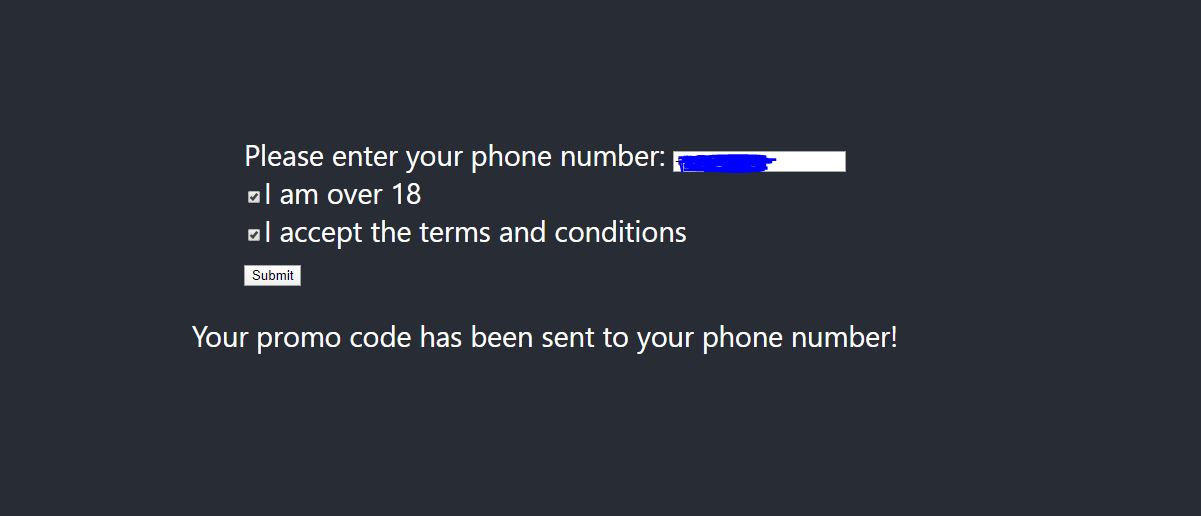 Please enter your phone number:
I am over 18
I accept the terms and conditions
Submit
Your promo code has been sent to your phone number!